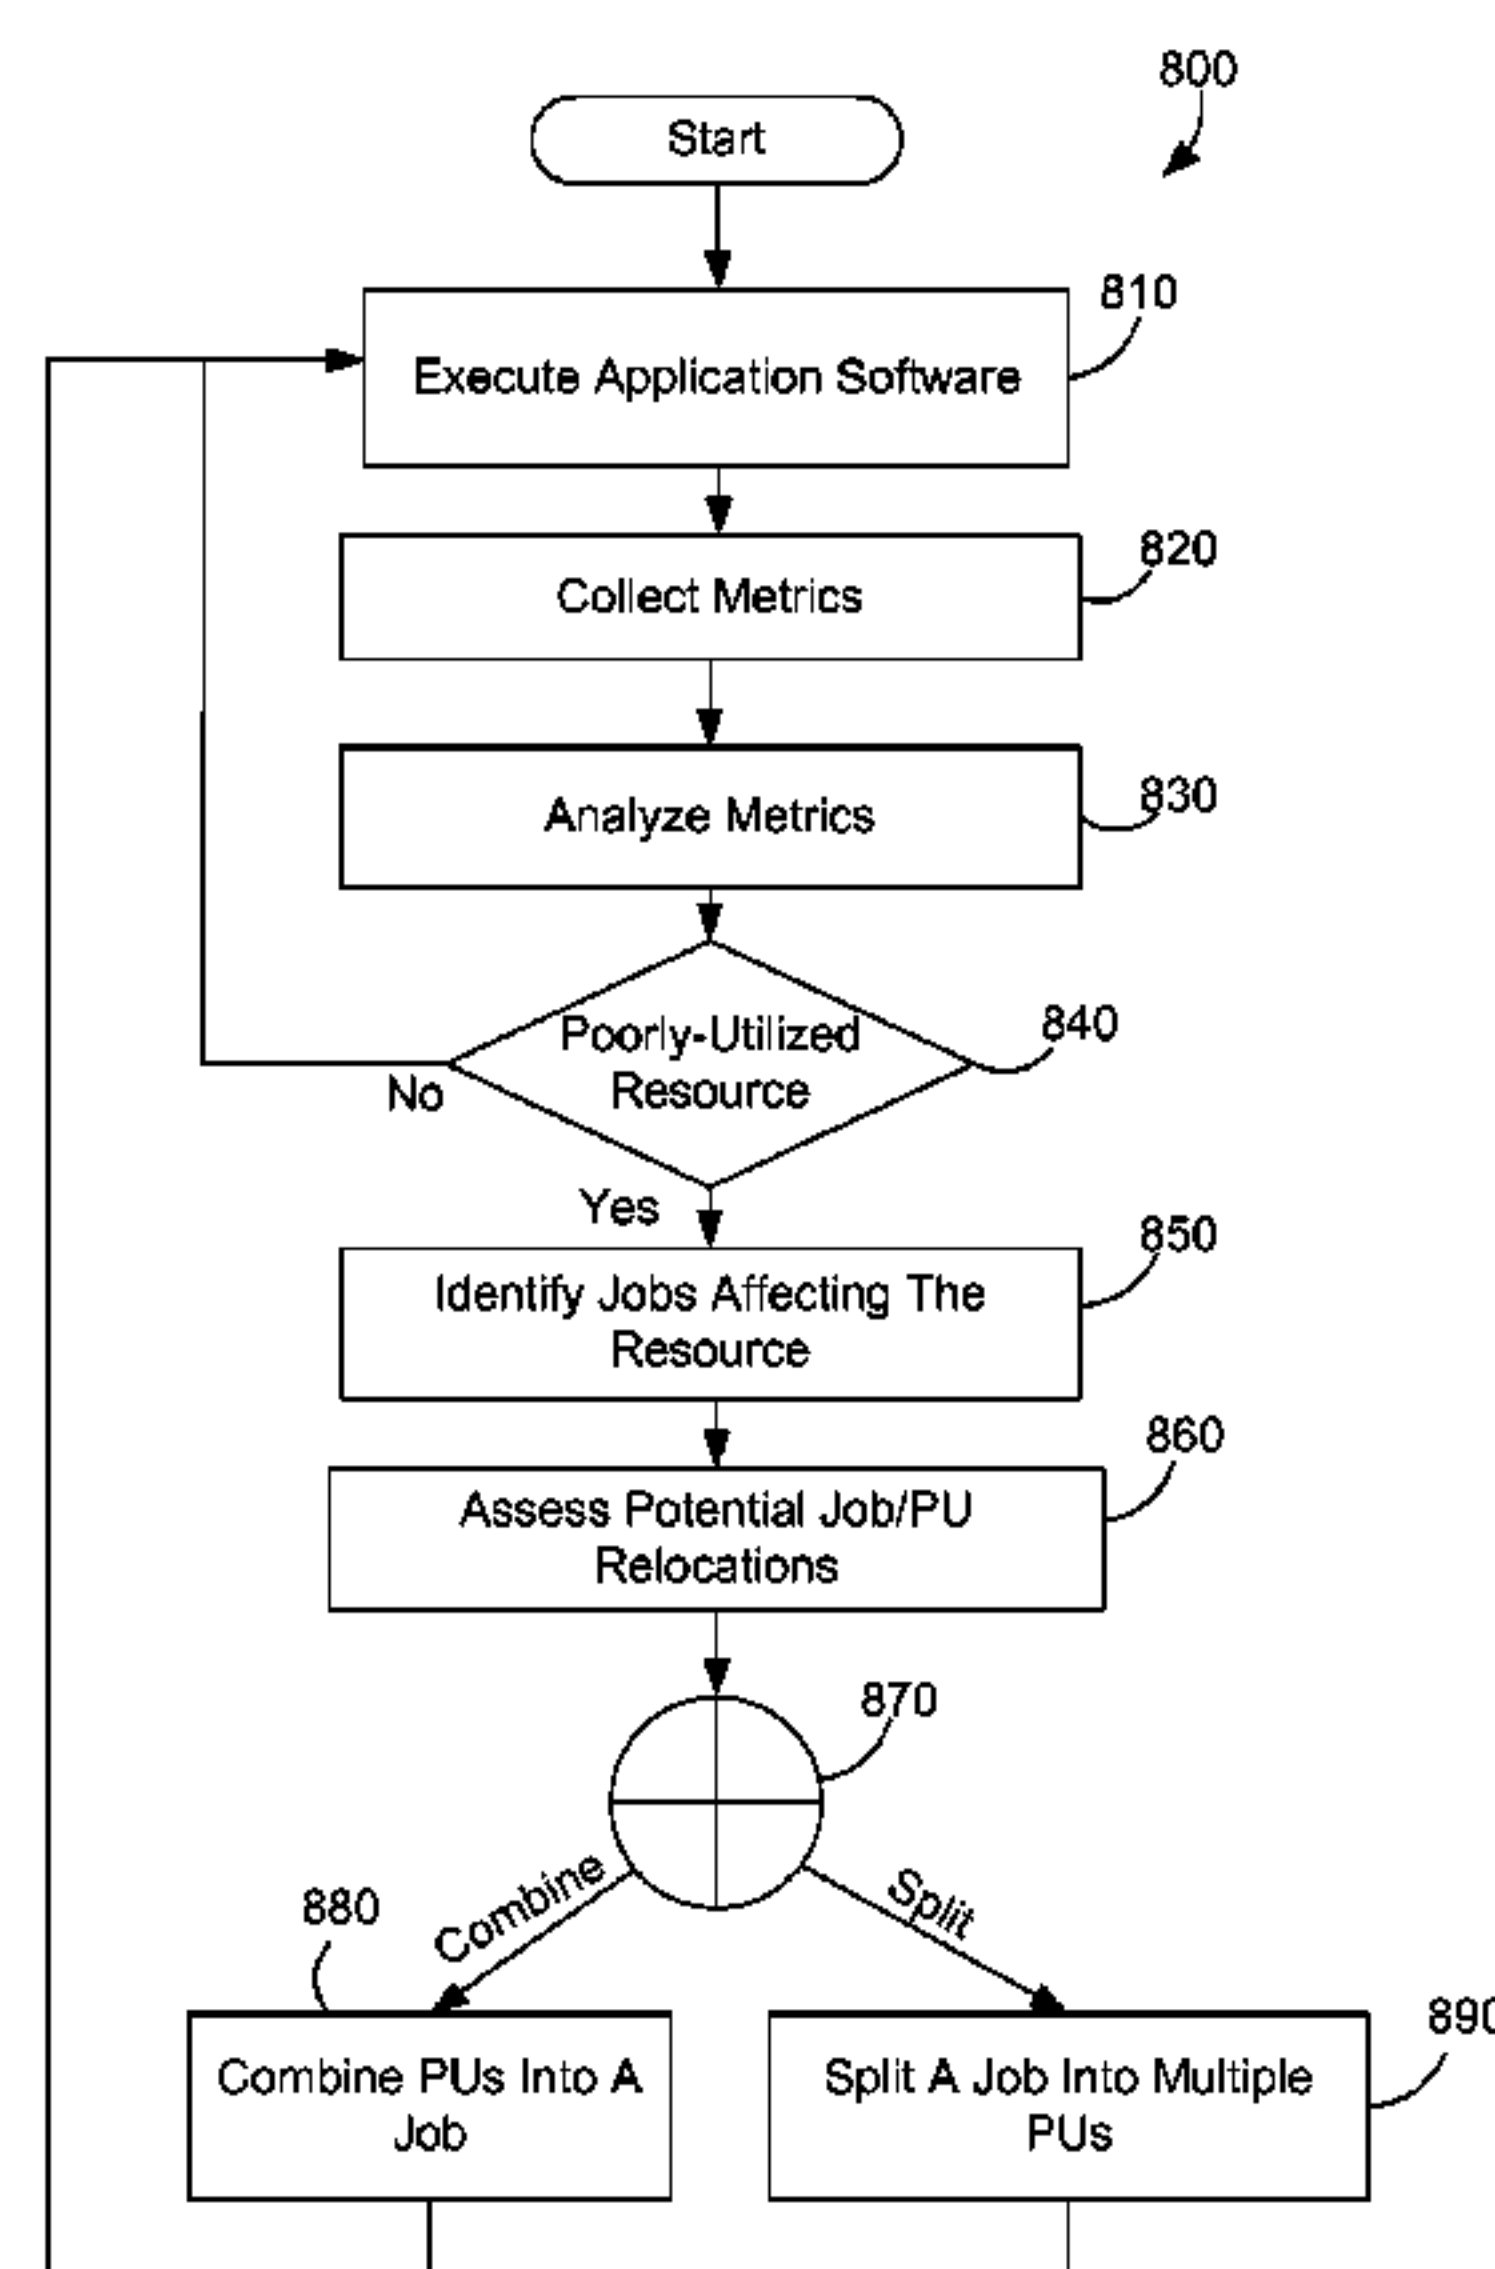 800
Start
810
Execute Application Software
820
Collect Metrics
830
Analyze Metrics
840
Poorly-Utilized
Resource
No
Yes
850
Identify Jobs Affecting The
Resource
860
Assess Potential Job/PU
Relocations
870
Combine
Split
880
890
Combine PUs Into A
Job
Split A Job Into Multiple
PUs